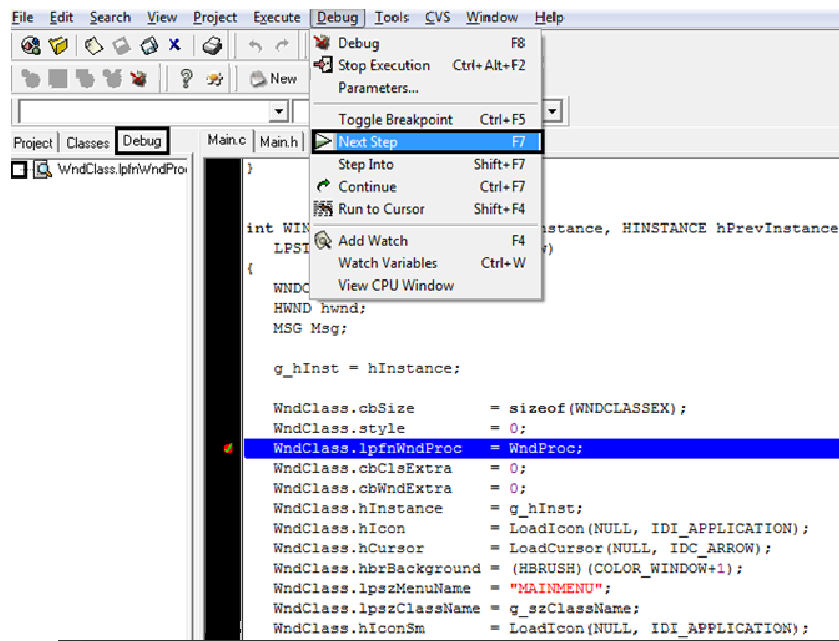 File Edit Search View Project Execute Debug Tools CVS Window Help
Debug F8
Stop Execution Ctrl+Alt+F2
New
Parameters...
Toggle Breakpoint Ctrl+F5
Project Classes Debug
Main.c Main.h
Next Step F7
WndClass.lpfnWndPro
Step Into Shift+F7
Continue Ctrl+F7
Run to Cursor Shift+F4
Add Watch F4
Watch Variables Ctrl+W
View CPU Window
}
int WIN stance, HINSTANCE hPrevInstance
LPST )
{
WNDC
HWND hwnd;
MSG Msg;
g_hInst = hInstance;
WndClass.cbSize = sizeof(WNDCLASSEX);
WndClass.style = 0;
WndClass.lpfnWndProc = WndProc;
WndClass.cbClsExtra = 0;
WndClass.cbWndExtra = 0;
WndClass.hInstance = g_hInst;
WndClass.hIcon = LoadIcon(NULL, IDI_APPLICATION);
WndClass.hCursor = LoadCursor(NULL, IDC_ARROW);
WndClass.hbrBackground = (HBRUSH)(COLOR_WINDOW+1);
WndClass.lpszMenuName = "MAINMENU";
WndClass.lpszClassName = g_szClassName;
WndClass.hIconSm = LoadIcon(NULL, IDI_APPLICATION);